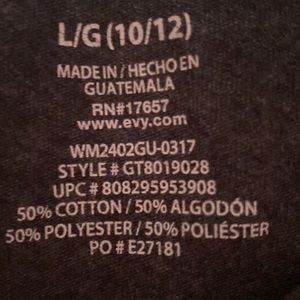 L/G (10/12)
MADE IN / HECHO EN
GUATEMALA
RN#17657
www.evy.com
WM2402GU-0317
STYLE # GT8019028
UPC # 808295953908
50% COTTON / 50% ALGODÓN
50% POLYESTER / 50% POLIÉSTER
PO # E27181